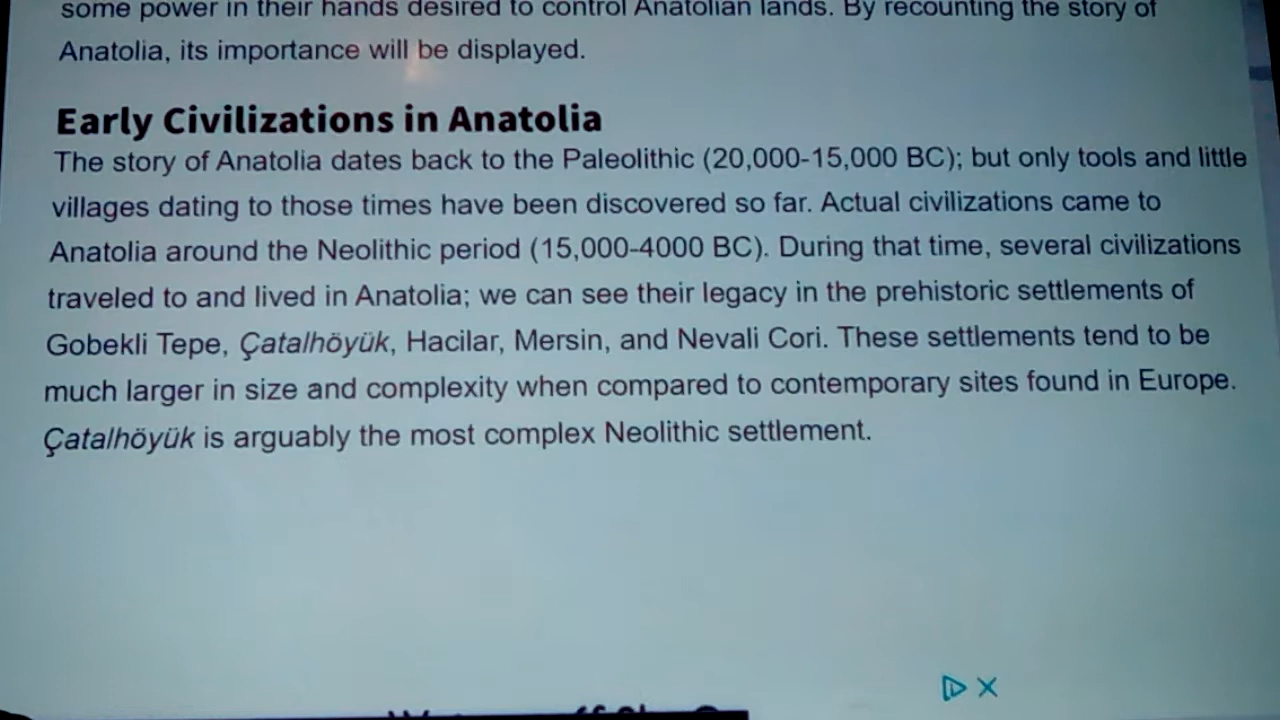 some power in their hands desired to control Anatolian lands. By recounting the story of
Anatolia, its importance will be displayed.
Early Civilizations in Anatolia
The story of Anatolia dates back to the Paleolithic (20,000-15,000 BC); but only tools and little
villages dating to those times have been discovered so far. Actual civilizations came to
Anatolia around the Neolithic period (15,000-4000 BC). During that time, several civilizations
traveled to and lived in Anatolia; we can see their legacy in the prehistoric settlements of
Gobekli Tepe, Çatalhöyük, Hacilar, Mersin, and Nevali Cori. These settlements tend to be
much larger in size and complexity when compared to contemporary sites found in Europe.
Çatalhöyük is arguably the most complex Neolithic settlement.